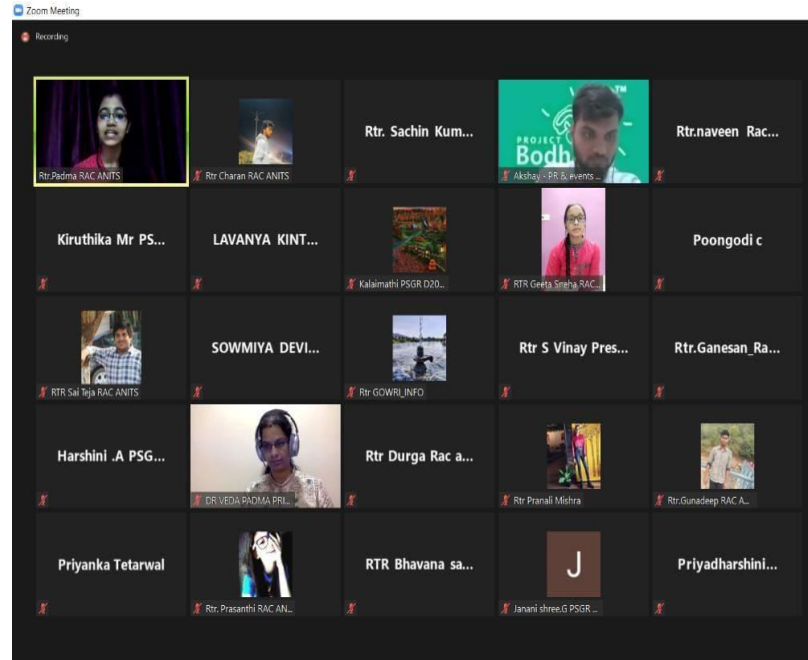 Zoom Meeting
Recording
Rtr.Padma RAC ANITS
Rtr Charan RAC ANITS
Rtr. Sachin Kum...
TM
PROJECT
Bodh
Akshay - PR & events ...
Rtr.naveen Rac...
Kiruthika Mr PS...
LAVANYA KINT...
Kalaimathi PSGR D20...
RTR Geeta Sneha RAC...
Poongodi c
RTR Sai Teja RAC ANITS
SOWMIYA DEVI...
Rtr GOWRI_INFO
Rtr S Vinay Pres...
Rtr.Ganesan_Ra...
Harshini .A PSG...
DR VEDA PADMA PRI...
Rtr Durga Rac a...
Rtr Pranali Mishra
Rtr.Gunadeep RAC A...
Priyanka Tetarwal
Rtr. Prasanthi RAC AN...
RTR Bhavana sa...
J
Janani shree.G PSGR ...
Priyadharshini...